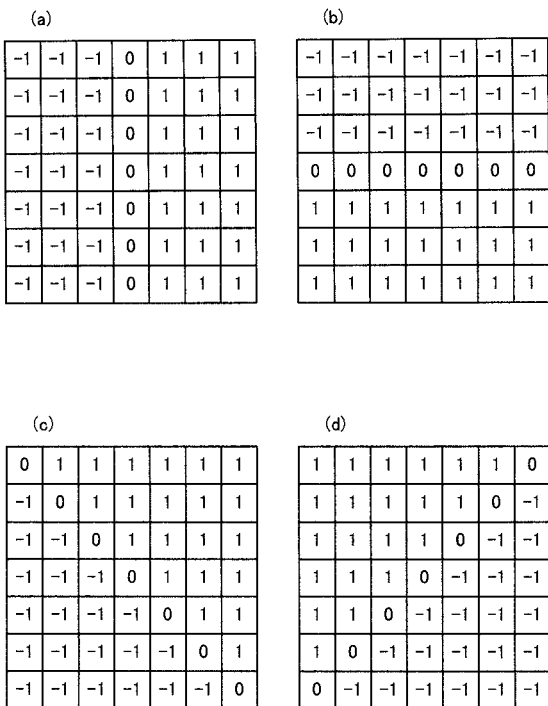 (a)
-1 -1 -1 0 1 1 1
-1 -1 -1 0 1 1 1
-1 -1 -1 0 1 1 1
-1 -1 -1 0 1 1 1
-1 -1 -1 0 1 1 1
-1 -1 -1 0 1 1 1
-1 -1 -1 0 1 1 1
(b)
-1 -1 -1 -1 -1 -1 -1
-1 -1 -1 -1 -1 -1 -1
-1 -1 -1 -1 -1 -1 -1
0 0 0 0 0 0 0
1 1 1 1 1 1 1
1 1 1 1 1 1 1
1 1 1 1 1 1 1
(c)
0 1 1 1 1 1 1
-1 0 1 1 1 1 1
-1 -1 0 1 1 1 1
-1 -1 -1 0 1 1 1
-1 -1 -1 -1 0 1 1
-1 -1 -1 -1 -1 0 1
-1 -1 -1 -1 -1 -1 0
(d)
1 1 1 1 1 1 0
1 1 1 1 1 0 -1
1 1 1 1 0 -1 -1
1 1 1 0 -1 -1 -1
1 1 0 -1 -1 -1 -1
1 0 -1 -1 -1 -1 -1
0 -1 -1 -1 -1 -1 -1